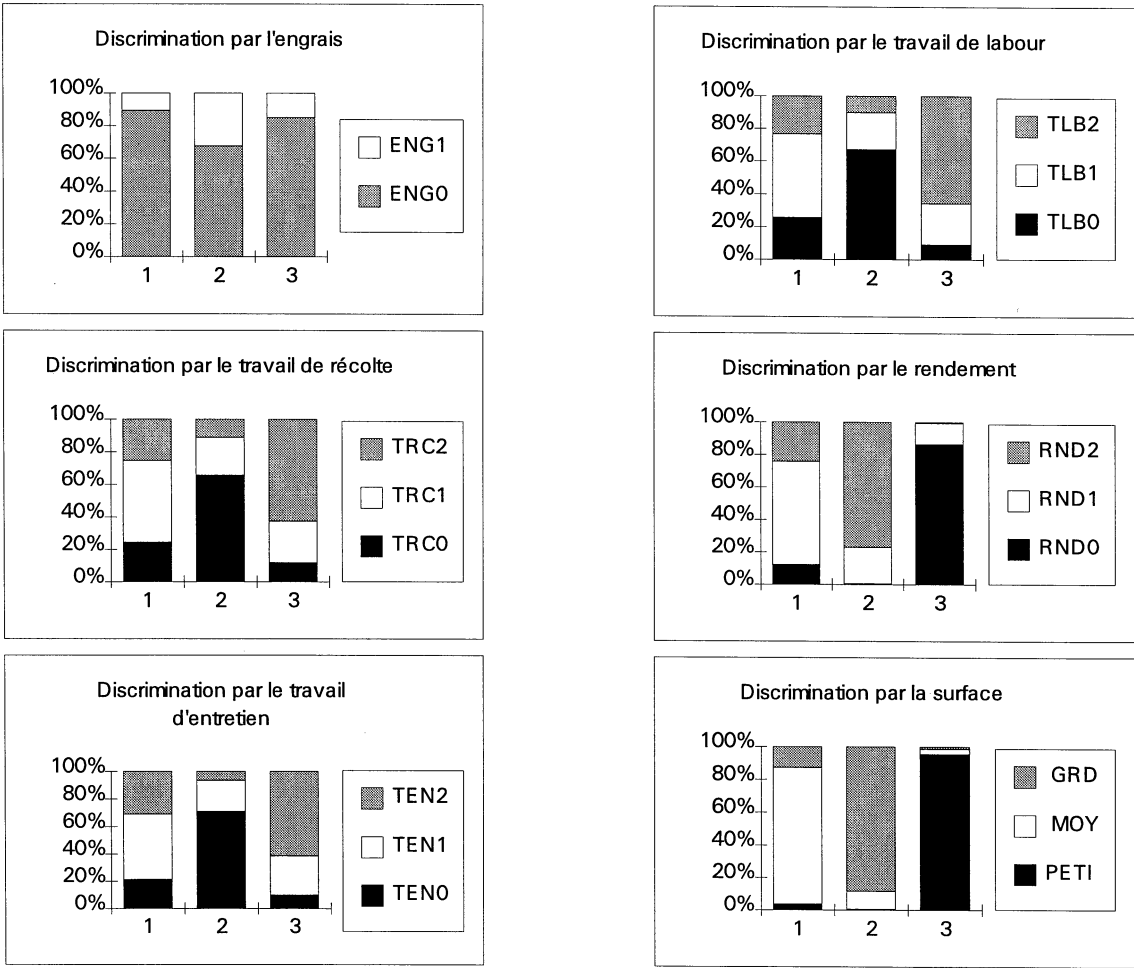 Discrimination par l'engrais
100%
80%
60%
40%
20%
0%
1 2 3
ENG1
ENG0
Discrimination par le travail de labour
100%
80%
60%
40%
20%
0%
1 2 3
TLB2
TLB1
TLB0
Discrimination par le travail de récolte
100%
80%
60%
40%
20%
0%
1 2 3
TRC2
TRC1
TRC0
Discrimination par le rendement
100%
80%
60%
40%
20%
0%
1 2 3
RND2
RND1
RND0
Discrimination par le travail
d'entretien
100%
80%
60%
40%
20%
0%
1 2 3
TEN2
TEN1
TEN0
Discrimination par la surface
100%
80%
60%
40%
20%
0%
1 2 3
GRD
MOY
PETI